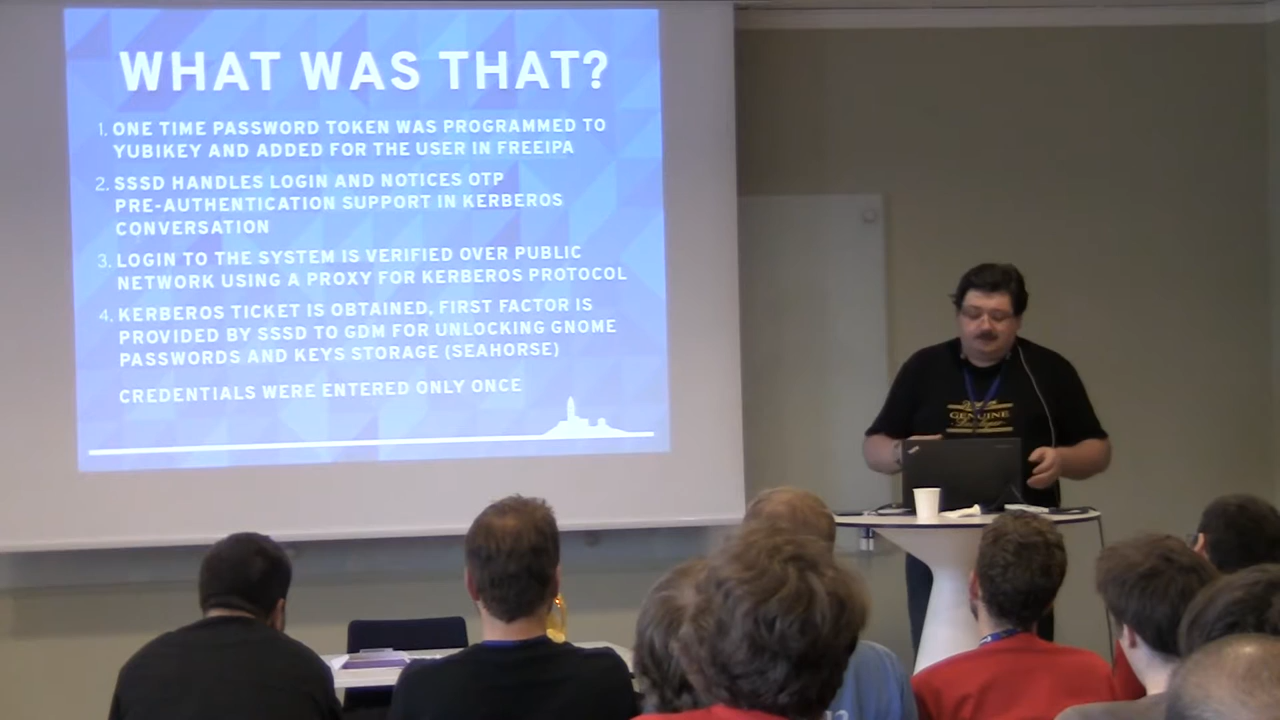 WHAT WAS THAT?
1. ONE TIME PASSWORD TOKEN WAS PROGRAMMED TO
YUBIKEY AND ADDED FOR THE USER IN FREEIPA
2. SSSD HANDLES LOGIN AND NOTICES OTP
PRE-AUTHENTICATION SUPPORT IN KERBEROS
CONVERSATION
3. LOGIN TO THE SYSTEM IS VERIFIED OVER PUBLIC
NETWORK USING A PROXY FOR KERBEROS PROTOCOL
4. KERBEROS TICKET IS OBTAINED, FIRST FACTOR IS
PROVIDED BY SSSD TO GDM FOR UNLOCKING GNOME
PASSWORDS AND KEYS STORAGE (SEAHORSE)
CREDENTIALS WERE ENTERED ONLY ONCE
GENUINE